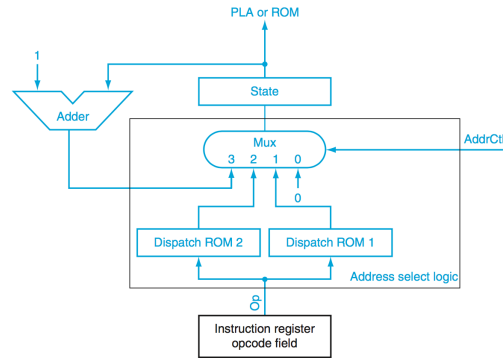 PLA or ROM
1
State
Adder
Mux
AddrCtl
3 2 1 0
0
Dispatch ROM 2
Dispatch ROM 1
Address select logic
Op
Instruction register
opcode field